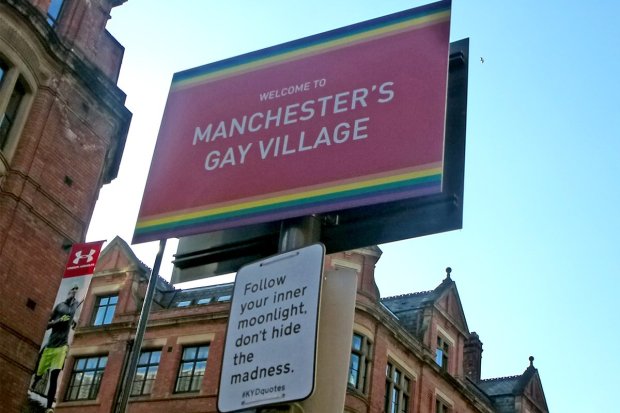 WELCOME TO
MANCHESTER'S
GAY VILLAGE
Follow
your inner
moonlight,
don't hide
the
madness.
#KYDquotes